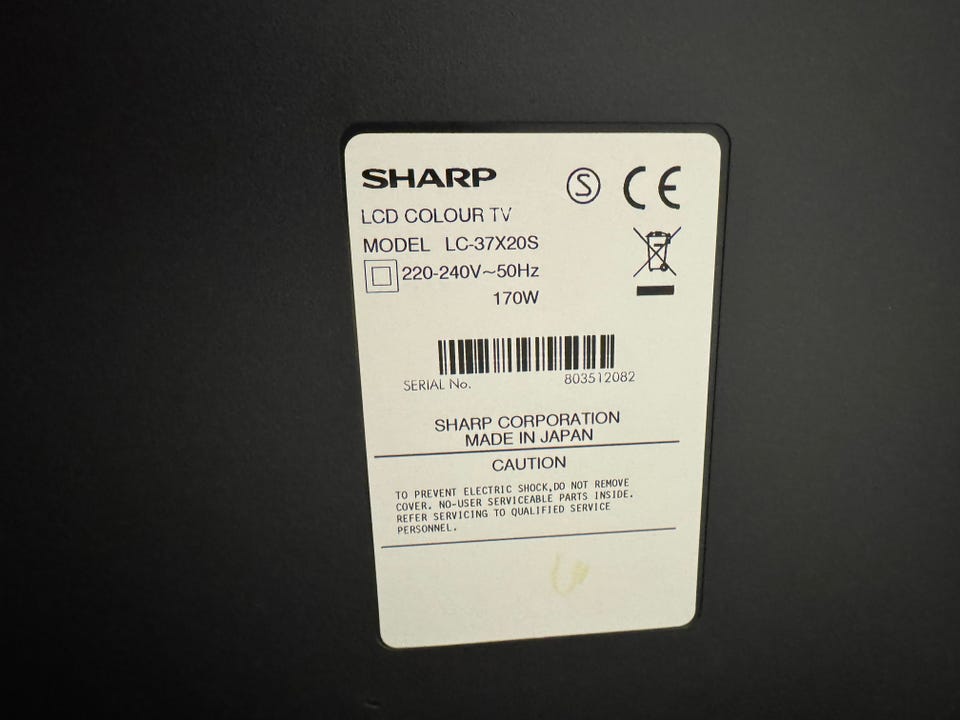 SHARP
LCD COLOUR TV
MODEL LC-37X20S
220-240V~50Hz
170W
S CE
SERIAL No. 803512082
SHARP CORPORATION
MADE IN JAPAN
CAUTION
TO PREVENT ELECTRIC SHOCK,DO NOT REMOVE
COVER. NO-USER SERVICEABLE PARTS INSIDE.
REFER SERVICING TO QUALIFIED SERVICE
PERSONNEL.